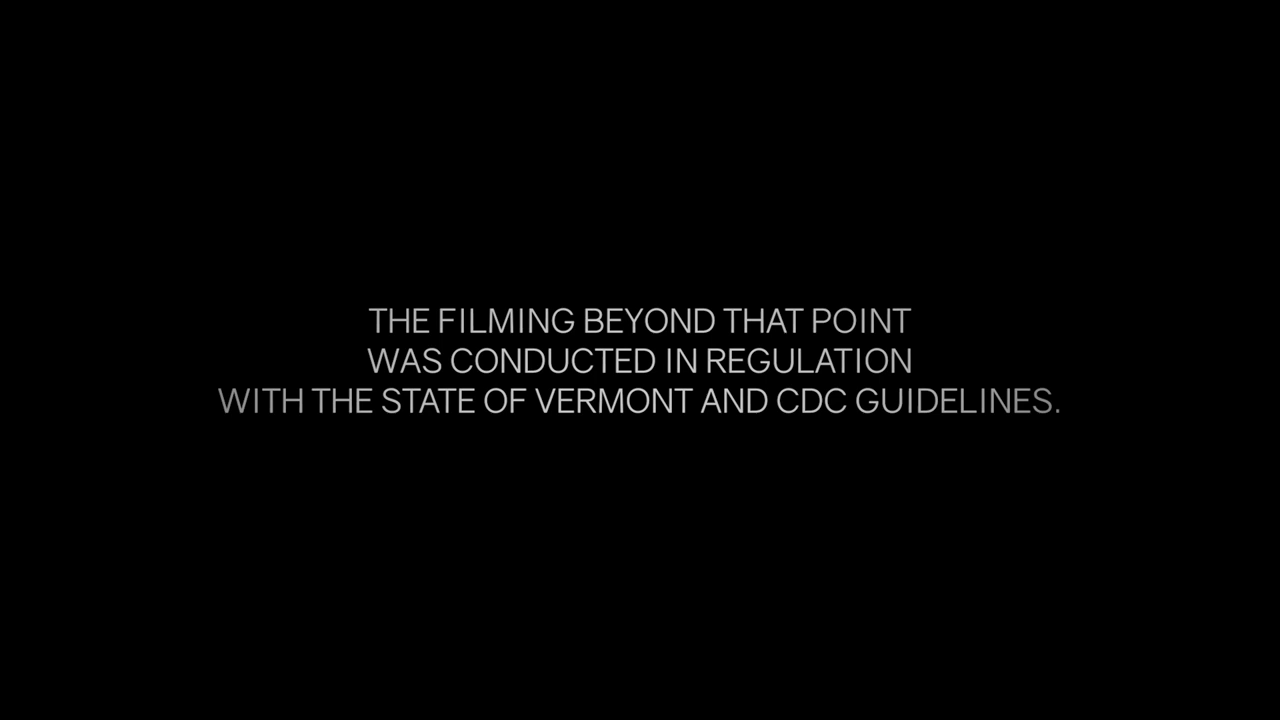 THE FILMING BEYOND THAT POINT
WAS CONDUCTED IN REGULATION
WITH THE STATE OF VERMONT AND CDC GUIDELINES.